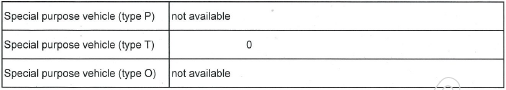 Special purpose vehicle (type P) not available
Special purpose vehicle (type T) 0
Special purpose vehicle (type O) not available